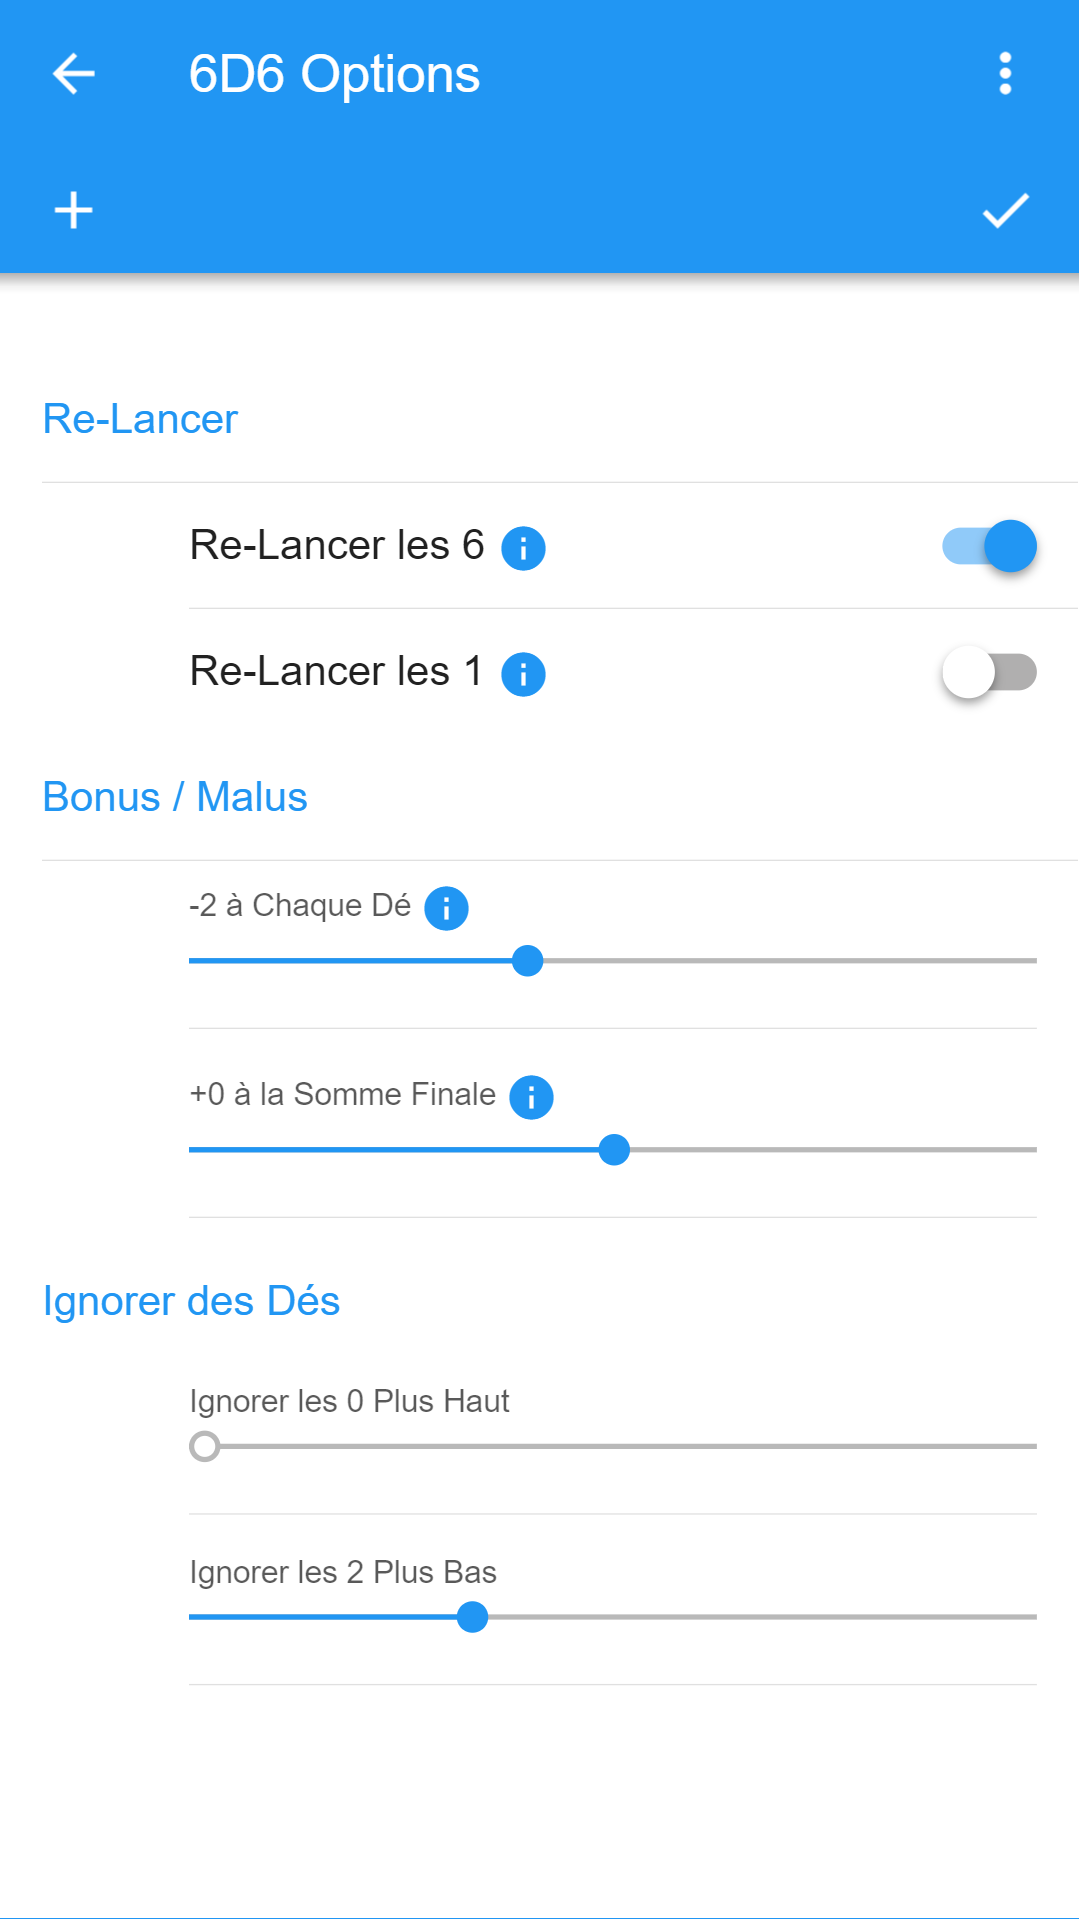 6D6 Options
Re-Lancer
Re-Lancer les 6
Re-Lancer les 1
Bonus / Malus
-2 à Chaque Dé
+0 à la Somme Finale
Ignorer des Dés
Ignorer les 0 Plus Haut
Ignorer les 2 Plus Bas